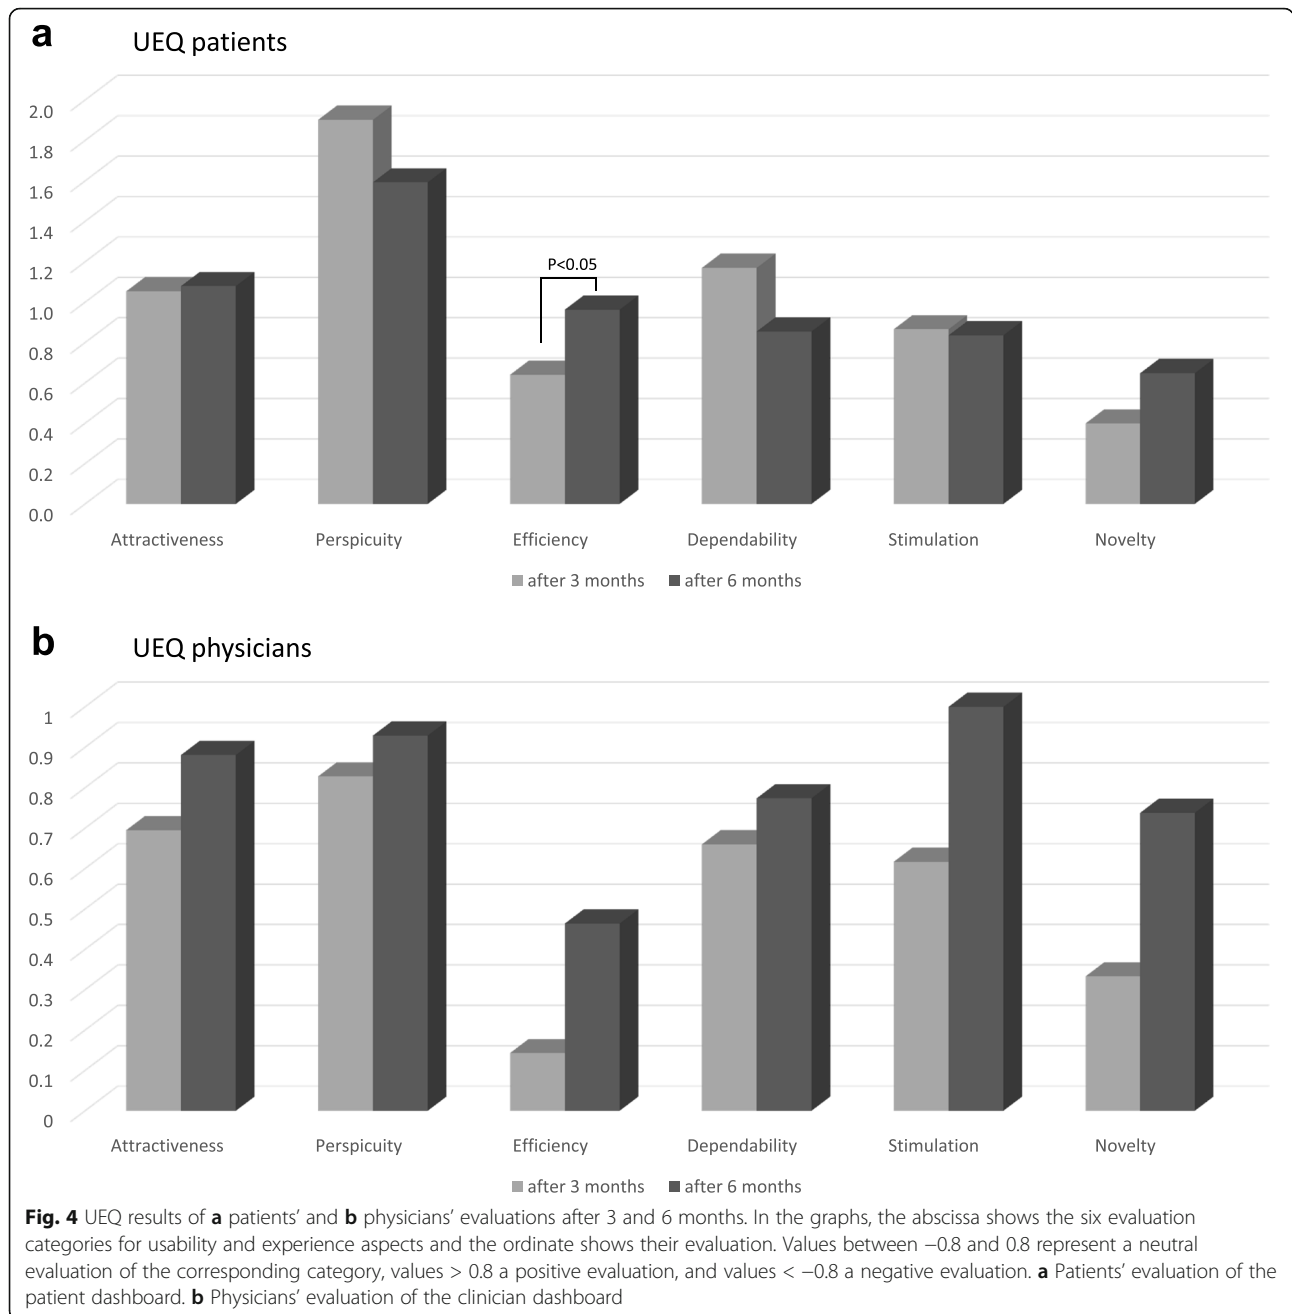 a
UEQ patients
2.0
1.8
1.6
1.4
1.2
1.0
0.8
0.6
0.4
0.2
0.0
P<0.05
Attractiveness Perspicuity Efficiency Dependability Stimulation Novelty
after 3 months after 6 months
b
UEQ physicians
1
0.9
0.8
0.7
0.6
0.5
0.4
0.3
0.2
0.1
0
Attractiveness Perspicuity Efficiency Dependability Stimulation Novelty
after 3 months after 6 months
Fig. 4 UEQ results of a patients’ and b physicians’ evaluations after 3 and 6 months. In the graphs, the abscissa shows the six evaluation
categories for usability and experience aspects and the ordinate shows their evaluation. Values between −0.8 and 0.8 represent a neutral
evaluation of the corresponding category, values > 0.8 a positive evaluation, and values < −0.8 a negative evaluation. a Patients’ evaluation of the
patient dashboard. b Physicians’ evaluation of the clinician dashboard